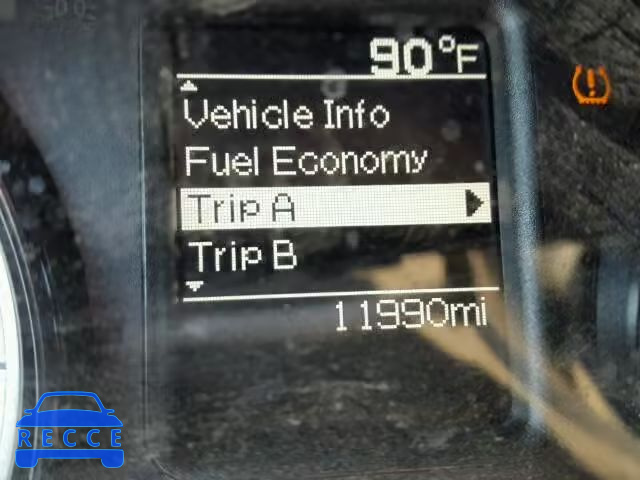 90°F
Vehicle Info
Fuel Economy
Trip A
Trip B
11990mi
RECCE